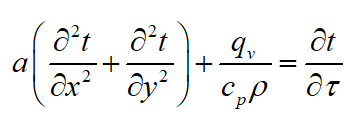 a(∂²t/∂x² + ∂²t/∂y²) + q_v/(c_p ρ) = ∂t/∂τ